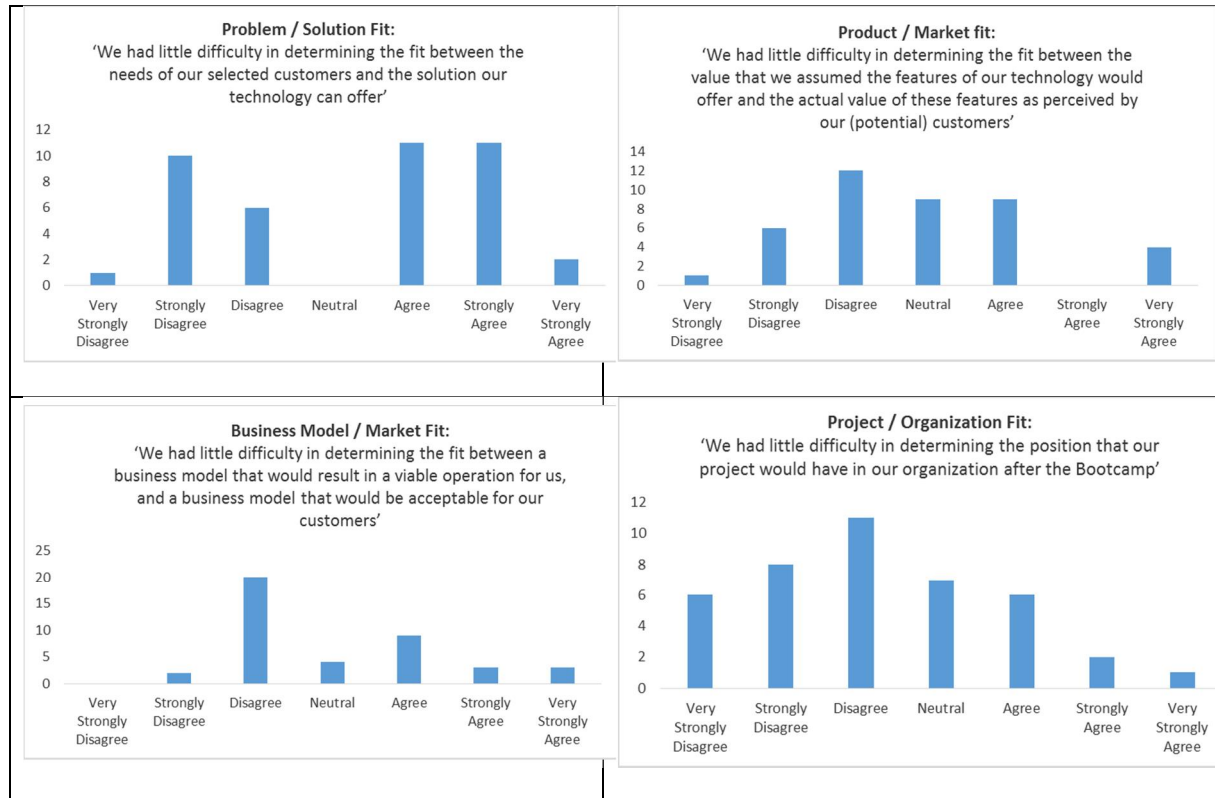 Problem / Solution Fit:
‘We had little difficulty in determining the fit between the
needs of our selected customers and the solution our
technology can offer’
12
10
8
6
4
2
0
Very Strongly Disagree
Strongly Disagree
Disagree
Neutral
Agree
Strongly Agree
Very Strongly Agree
Product / Market fit:
‘We had little difficulty in determining the fit between the
value that we assumed the features of our technology would
offer and the actual value of these features as perceived by
our (potential) customers’
14
12
10
8
6
4
2
0
Very Strongly Disagree
Strongly Disagree
Disagree
Neutral
Agree
Strongly Agree
Very Strongly Agree
Business Model / Market Fit:
‘We had little difficulty in determining the fit between a
business model that would result in a viable operation for us,
and a business model that would be acceptable for our
customers’
25
20
15
10
5
0
Very Strongly Disagree
Strongly Disagree
Disagree
Neutral
Agree
Strongly Agree
Very Strongly Agree
Project / Organization Fit:
‘We had little difficulty in determining the position that our
project would have in our organization after the Bootcamp’
12
10
8
6
4
2
0
Very Strongly Disagree
Strongly Disagree
Disagree
Neutral
Agree
Strongly Agree
Very Strongly Agree